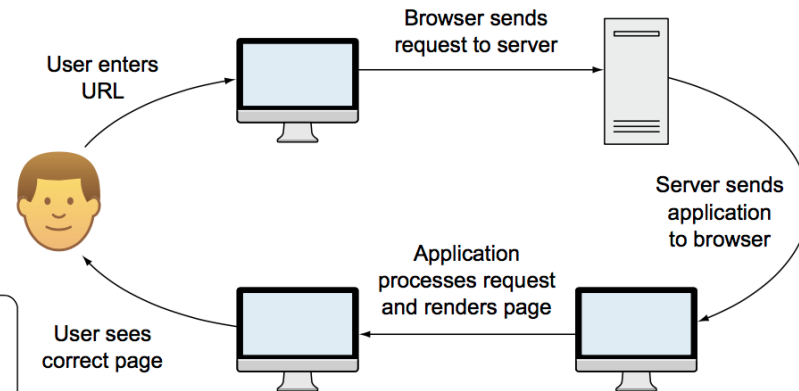 User enters
URL
Browser sends
request to server
Server sends
application
to browser
Application
processes request
and renders page
User sees
correct page